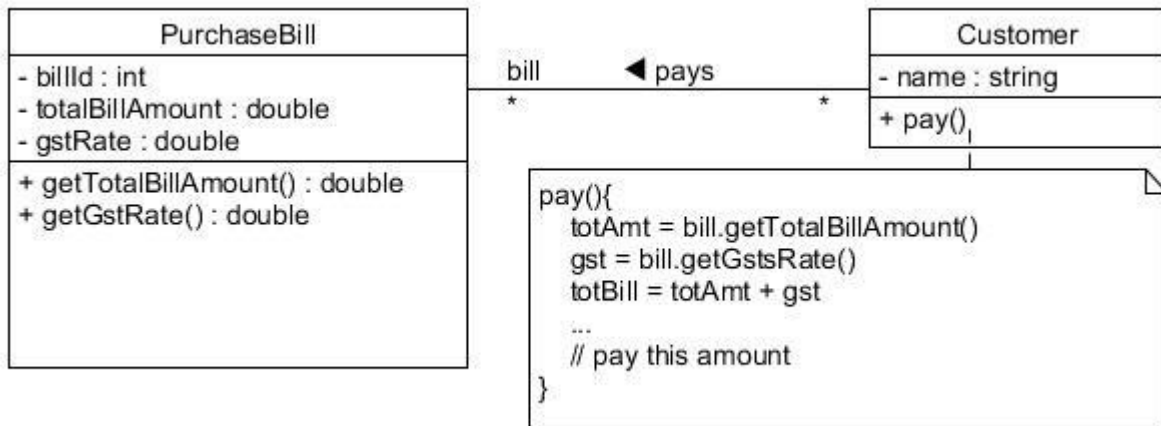 PurchaseBill
- billId : int
- totalBillAmount : double
- gstRate : double
+ getTotalBillAmount() : double
+ getGstRate() : double
bill ◀ pays
* *
Customer
- name : string
+ pay()
pay(){
totAmt = bill.getTotalBillAmount()
gst = bill.getGstsRate()
totBill = totAmt + gst
...
// pay this amount
}